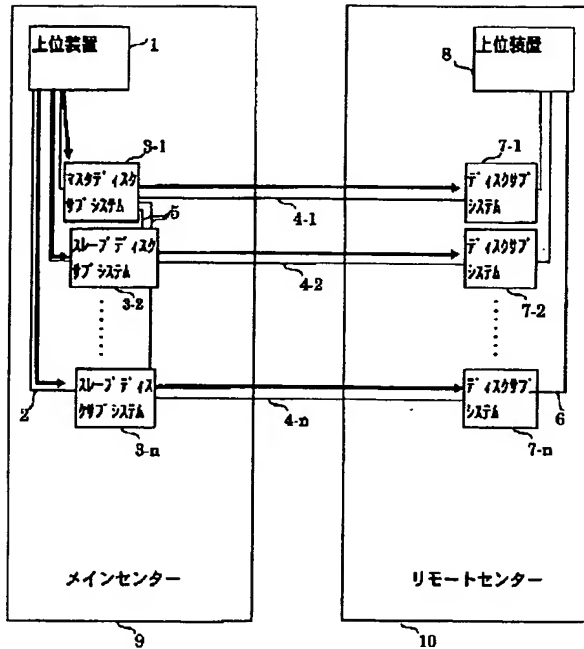 上位装置
1
上位装置
8
3-1
マスタディスク
サブシステム
5
スレーブディスク
サブシステム
3-2
スレーブディス
クサブシステム
3-n
2
4-1
4-2
4-n
7-1
ディスクサブ
システム
ディスクサブ
システム
7-2
ディスクサブ
システム
7-n
6
メインセンター
リモートセンター
9
10